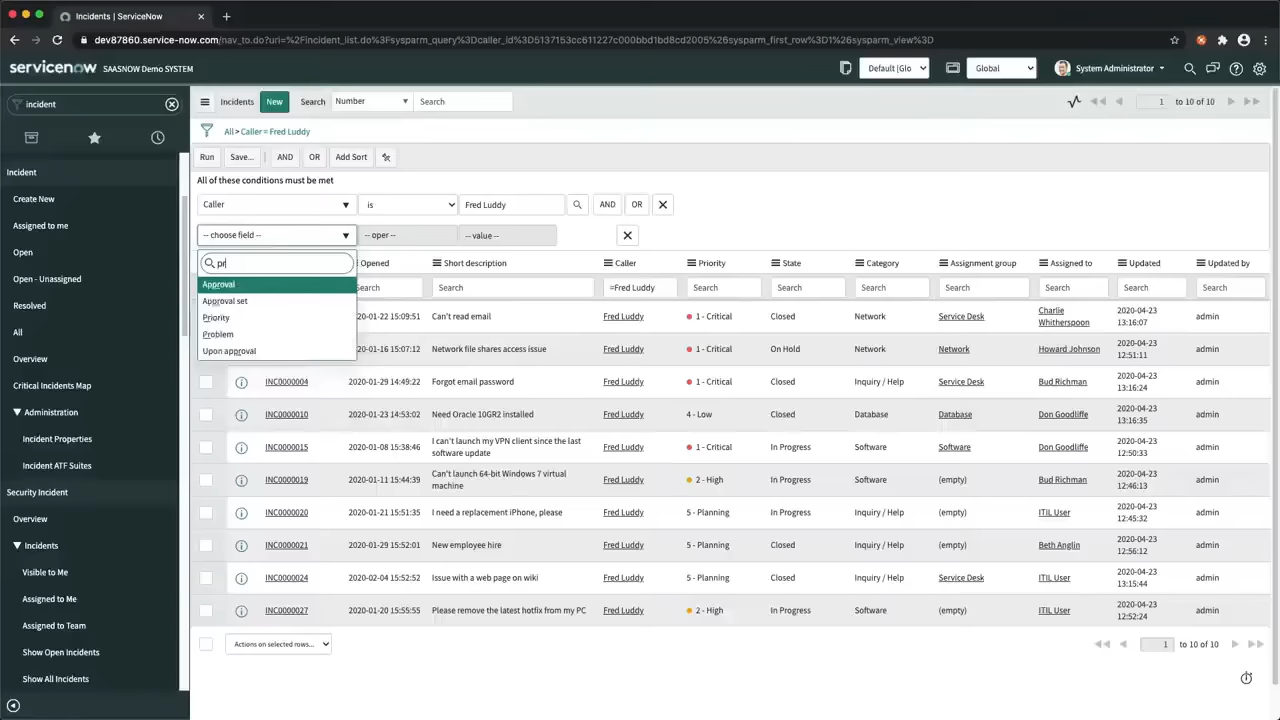 Incidents | ServiceNow
dev87860.service-now.com/nav_to.do?uri=%2Fincident_list.do%3Fsysparm_query%3Dcaller_id%3D5137153cc611227c000bbd1bd8cd2005%26sysparm_first_row%3D1%26sysparm_view%3D
servicenow SAASNOW Demo SYSTEM
Default |Glo
Global
System Administrator
incident
Incidents New Search Number Search
1 to 10 of 10
All > Caller = Fred Luddy
Run Save... AND OR Add Sort
All of these conditions must be met
Caller is Fred Luddy AND OR
-- choose field -- -- oper -- -- value --
pr
Approval
Approval set
Priority
Problem
Upon approval
Incident
Create New
Assigned to me
Open
Open - Unassigned
Resolved
All
Overview
Critical Incidents Map
Administration
Incident Properties
Incident ATF Suites
Security Incident
Overview
Incidents
Visible to Me
Assigned to Me
Assigned to Team
Show Open Incidents
Show All Incidents
Opened Short description Caller Priority State Category Assignment group Assigned to Updated Updated by
Search Search =Fred Luddy Search Search Search Search Search Search Search
20-01-22 15:09:51 Can't read email Fred Luddy 1 - Critical Closed Network Service Desk Charlie Witherspoon 2020-04-23 13:16:07 admin
20-01-16 15:07:12 Network file shares access issue Fred Luddy 1 - Critical On Hold Network Network Howard Johnson 2020-04-23 12:51:11 admin
INC0000004 2020-01-29 14:49:22 Forgot email password Fred Luddy 1 - Critical Closed Inquiry / Help Service Desk Bud Richman 2020-04-23 13:16:24 admin
INC0000010 2020-01-23 14:53:02 Need Oracle 10GR2 installed Fred Luddy 4 - Low Closed Database Database Don Goodliffe 2020-04-23 13:16:35 admin
INC0000015 2020-01-08 15:38:46 I can't launch my VPN client since the last software update Fred Luddy 1 - Critical In Progress Software Software Don Goodliffe 2020-04-23 12:50:33 admin
INC0000019 2020-01-11 15:44:39 Can't launch 64-bit Windows 7 virtual machine Fred Luddy 2 - High In Progress Software (empty) Bud Richman 2020-04-23 12:46:13 admin
INC0000020 2020-01-21 15:51:35 I need a replacement iPhone, please Fred Luddy 5 - Planning In Progress Inquiry / Help (empty) ITIL User 2020-04-23 12:45:32 admin
INC0000021 2020-01-29 15:52:01 New employee hire Fred Luddy 5 - Planning Closed Inquiry / Help (empty) Beth Anglin 2020-04-23 12:56:12 admin
INC0000024 2020-02-04 15:52:52 Issue with a web page on wiki Fred Luddy 5 - Planning Closed Inquiry / Help Service Desk ITIL User 2020-04-23 13:15:44 admin
INC0000027 2020-01-20 15:55:55 Please remove the latest hotfix from my PC Fred Luddy 2 - High In Progress Software (empty) ITIL User 2020-04-23 12:52:24 admin
Actions on selected rows...
1 to 10 of 10